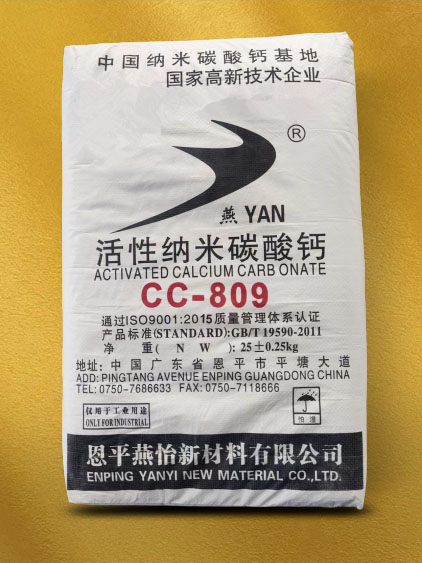 中国纳米碳酸钙基地
国家高新技术企业
®
燕 YAN
活性纳米碳酸钙
ACTIVATED CALCIUM CARB ONATE
CC-809
通过ISO9001:2015质量管理体系认证
产品标准(STANDARD):GB/T 19590-2011
净 重( N W ): 25±0.25kg
地址: 中国广东省恩平市平塘大道
ADD: PINGTANG AVENUE ENPING GUANGDONG CHINA
TEL: 0750-7686633 FAX: 0750-7118666
仅用于工业用途
ONLY FOR INDUSTRIAL
怕湿
恩平燕怡新材料有限公司
ENPING YANYI NEW MATERIAL CO.,LTD.